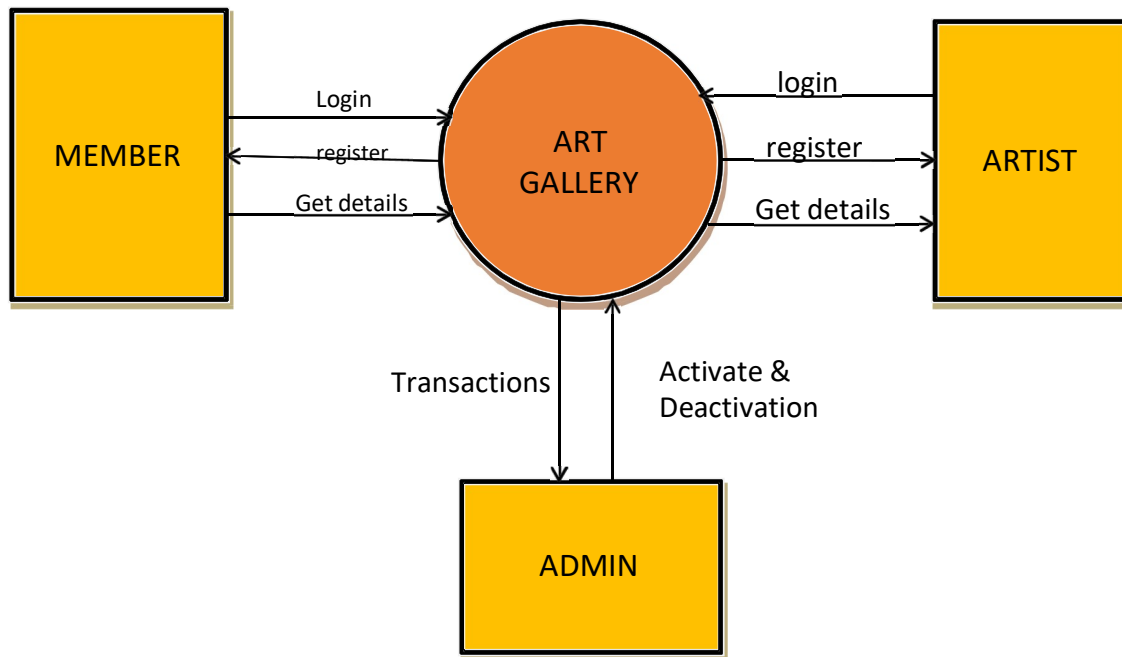 MEMBER
Login
register
Get details
ART
GALLERY
login
register
Get details
ARTIST
Transactions
Activate &
Deactivation
ADMIN